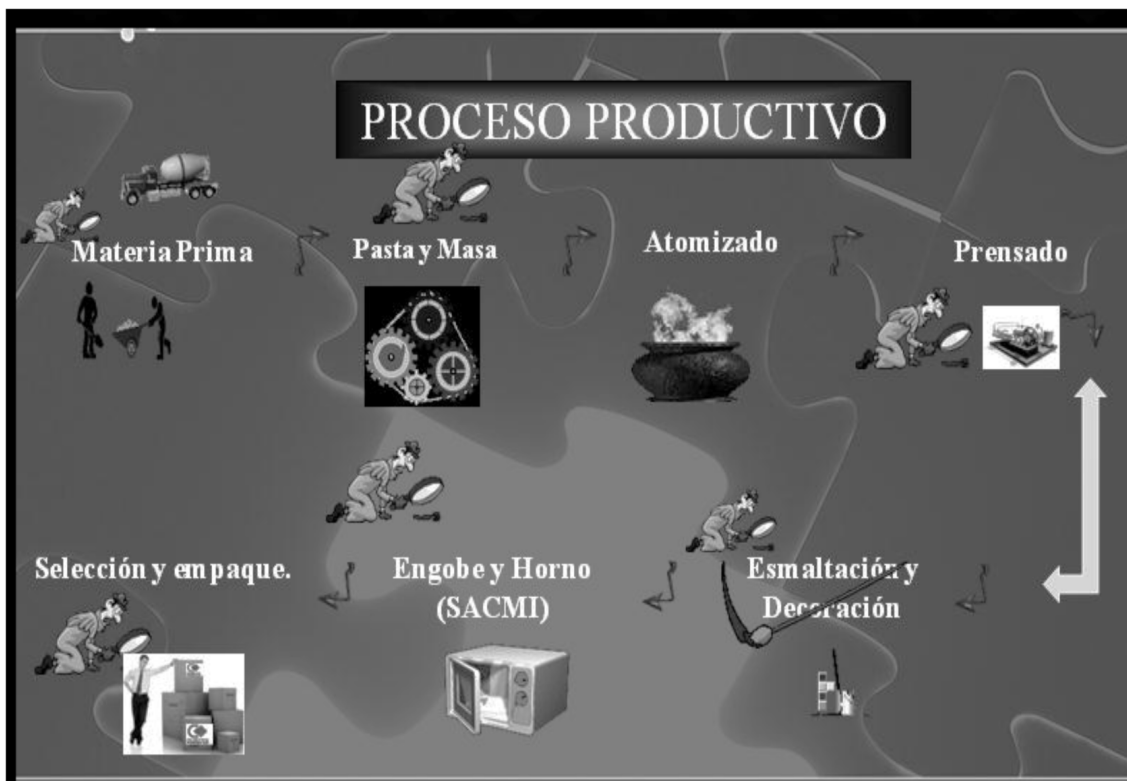 PROCESO PRODUCTIVO
Materia Prima
Pasta y Masa
Atomizado
Prensado
Selección y empaque.
Engobe y Horno
(SACMI)
Esmaltación y
Decoración